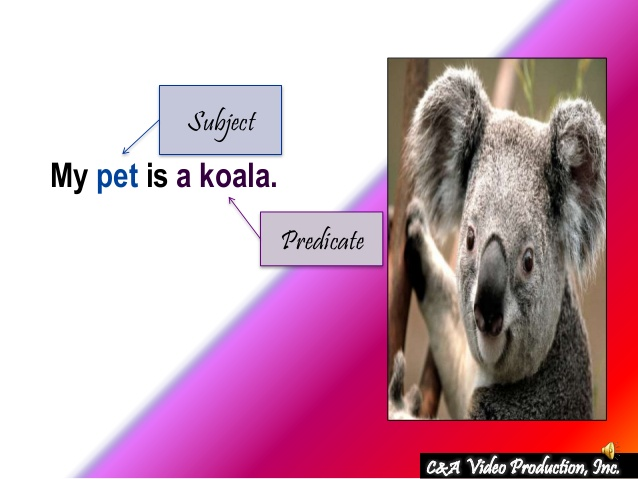 Subject
My pet is a koala.
Predicate
C&A Video Production, Inc.